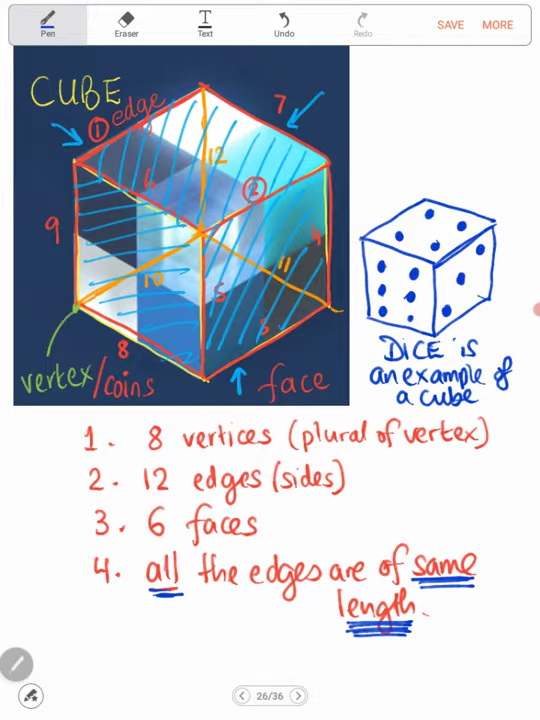 Pen
Eraser
T
Text
Undo
Redo
SAVE
MORE
CUBE
① edge
7
12
6
②
9
4
11
10
5
3
8
vertex/coins
face
DICE is
an example of
a cube
1. 8 vertices (plural of vertex)
2. 12 edges (sides)
3. 6 faces
4. all the edges are of same
length.
26/36